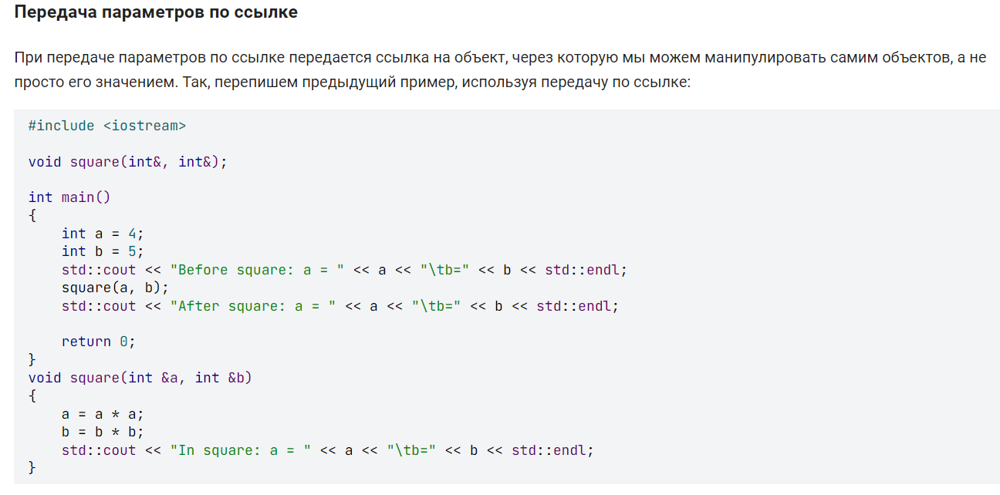 Передача параметров по ссылке
При передаче параметров по ссылке передается ссылка на объект, через которую мы можем манипулировать самим объектов, а не
просто его значением. Так, перепишем предыдущий пример, используя передачу по ссылке:
#include <iostream>
void square(int&, int&);
int main()
{
    int a = 4;
    int b = 5;
    std::cout << "Before square: a = " << a << "\tb=" << b << std::endl;
    square(a, b);
    std::cout << "After square: a = " << a << "\tb=" << b << std::endl;
    return 0;
}
void square(int &a, int &b)
{
    a = a * a;
    b = b * b;
    std::cout << "In square: a = " << a << "\tb=" << b << std::endl;
}